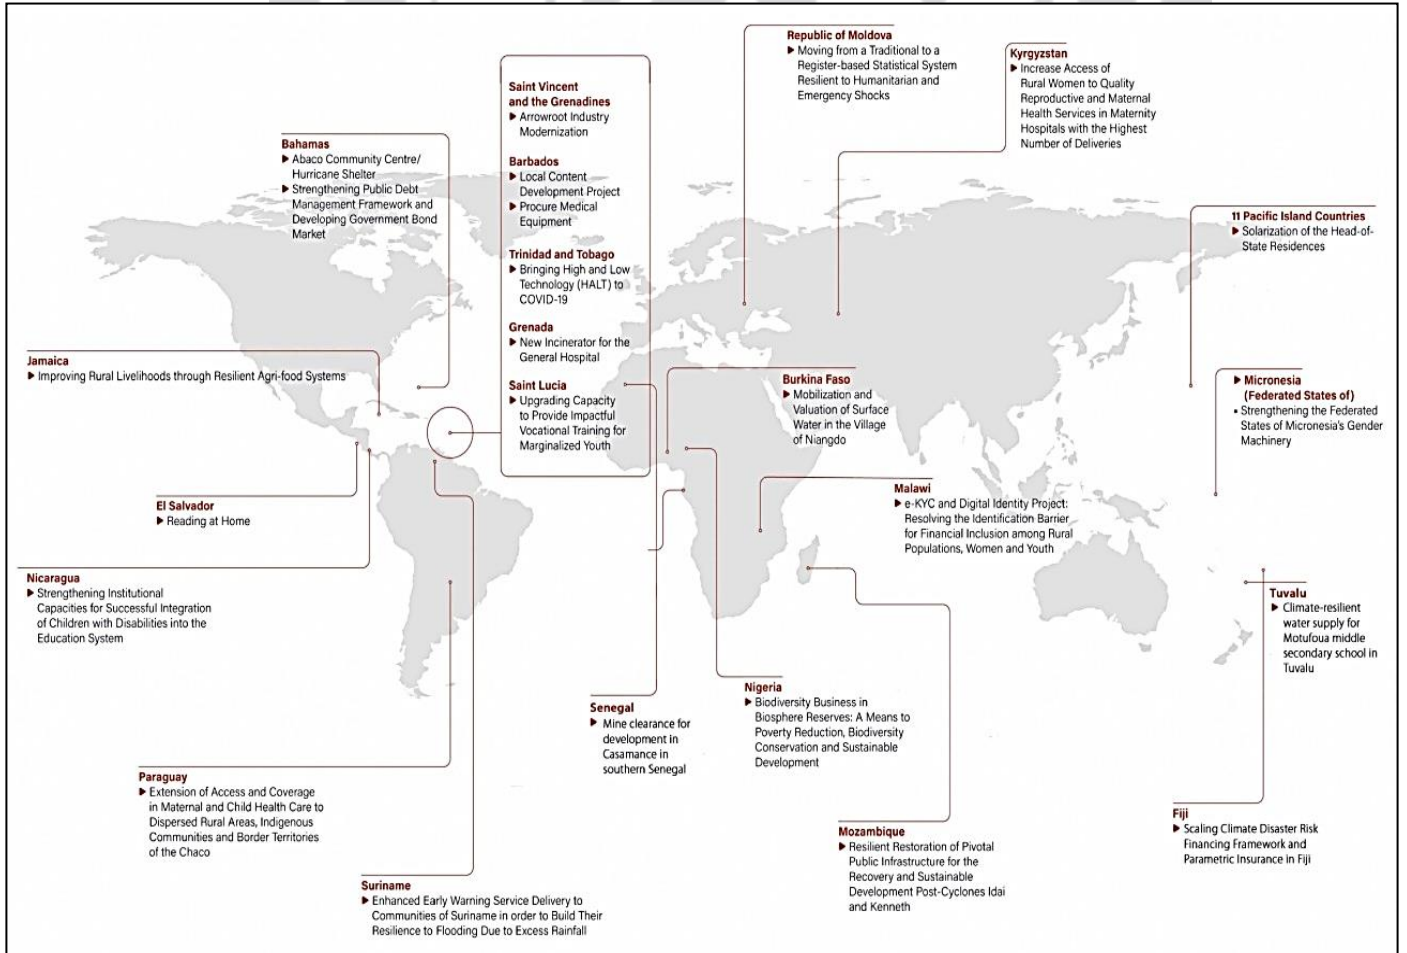 Republic of Moldova
▶ Moving from a Traditional to a
Register-based Statistical System
Resilient to Humanitarian and
Emergency Shocks
Kyrgyzstan
▶ Increase Access of
Rural Women to Quality
Reproductive and Maternal
Health Services in Maternity
Hospitals with the Highest
Number of Deliveries
Saint Vincent
and the Grenadines
▶ Arrowroot Industry
Modernization
Barbados
▶ Local Content
Development Project
▶ Procure Medical
Equipment
Trinidad and Tobago
▶ Bringing High and Low
Technology (HALT) to
COVID-19
Grenada
▶ New Incinerator for the
General Hospital
Saint Lucia
▶ Upgrading Capacity
to Provide Impactful
Vocational Training for
Marginalized Youth
Bahamas
▶ Abaco Community Centre/
Hurricane Shelter
▶ Strengthening Public Debt
Management Framework and
Developing Government Bond
Market
11 Pacific Island Countries
▶ Solarization of the Head-of-
State Residences
Jamaica
▶ Improving Rural Livelihoods through Resilient Agri-food Systems
Burkina Faso
▶ Mobilization and
Valuation of Surface
Water in the Village
of Niangdo
▶ Micronesia
(Federated States of)
▪ Strengthening the Federated
States of Micronesia's Gender
Machinery
El Salvador
▶ Reading at Home
Malawi
▶ e-KYC and Digital Identity Project:
Resolving the Identification Barrier
for Financial Inclusion among Rural
Populations, Women and Youth
Nicaragua
▶ Strengthening Institutional
Capacities for Successful Integration
of Children with Disabilities into the
Education System
Tuvalu
▶ Climate-resilient
water supply for
Motufoua middle
secondary school in
Tuvalu
Senegal
▶ Mine clearance for
development in
Casamance in
southern Senegal
Nigeria
▶ Biodiversity Business in
Biosphere Reserves: A Means to
Poverty Reduction, Biodiversity
Conservation and Sustainable
Development
Paraguay
▶ Extension of Access and Coverage
in Maternal and Child Health Care to
Dispersed Rural Areas, Indigenous
Communities and Border Territories
of the Chaco
Mozambique
▶ Resilient Restoration of Pivotal
Public Infrastructure for the
Recovery and Sustainable
Development Post-Cyclones Idai
and Kenneth
Fiji
▶ Scaling Climate Disaster Risk
Financing Framework and
Parametric Insurance in Fiji
Suriname
▶ Enhanced Early Warning Service Delivery to
Communities of Suriname in order to Build Their
Resilience to Flooding Due to Excess Rainfall